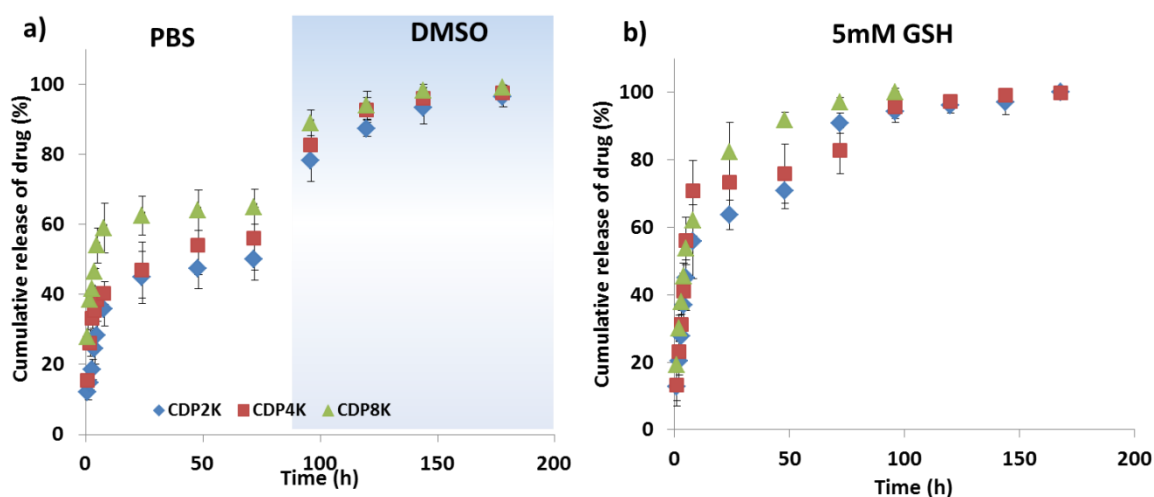 a)
PBS
DMSO
Cumulative release of drug (%)
100
80
60
40
20
0
CDP2K CDP4K CDP8K
0 50 100 150 200
Time (h)
b)
5mM GSH
Cumulative release of drug (%)
100
80
60
40
20
0
0 50 100 150 200
Time (h)